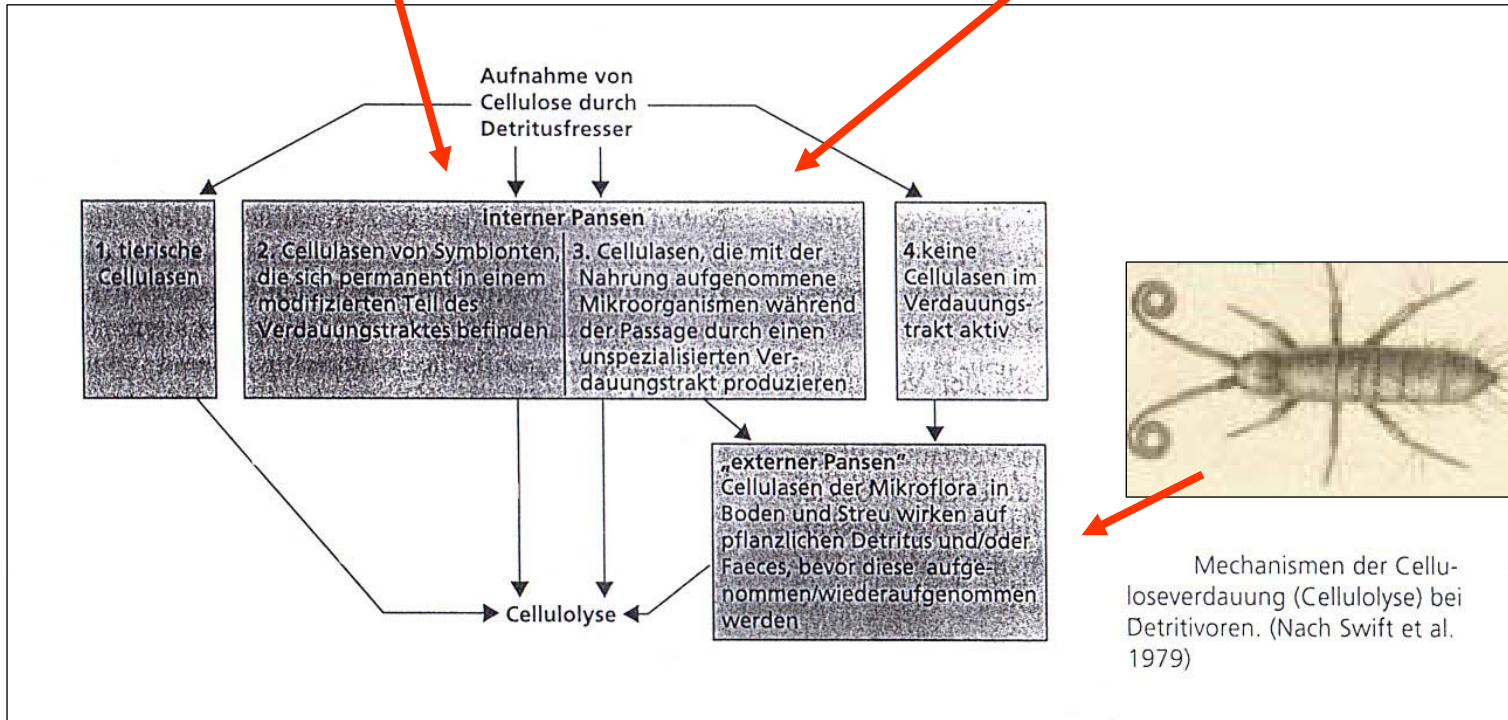 Aufnahme von
Cellulose durch
Detritusfresser
interner Pansen
1. tierische
Cellulasen
2. Cellulasen von Symbionten,
die sich permanent in einem
modifizierten Teil des
Verdauungstraktes befinden
3. Cellulasen, die mit der
Nahrung aufgenommene
Mikroorganismen während
der Passage durch einen
unspezialisierten Ver-
dauungstrakt produzieren
4. keine
Cellulasen im
Verdauungs-
trakt aktiv
„externer Pansen"
Cellulasen der Mikroflora in
Boden und Streu wirken auf
pflanzlichen Detritus und/oder
Faeces, bevor diese aufge-
nommen/wiederaufgenommen
werden
Cellulolyse
Mechanismen der Cellu-
loseverdauung (Cellulolyse) bei
Detritivoren. (Nach Swift et al.
1979)